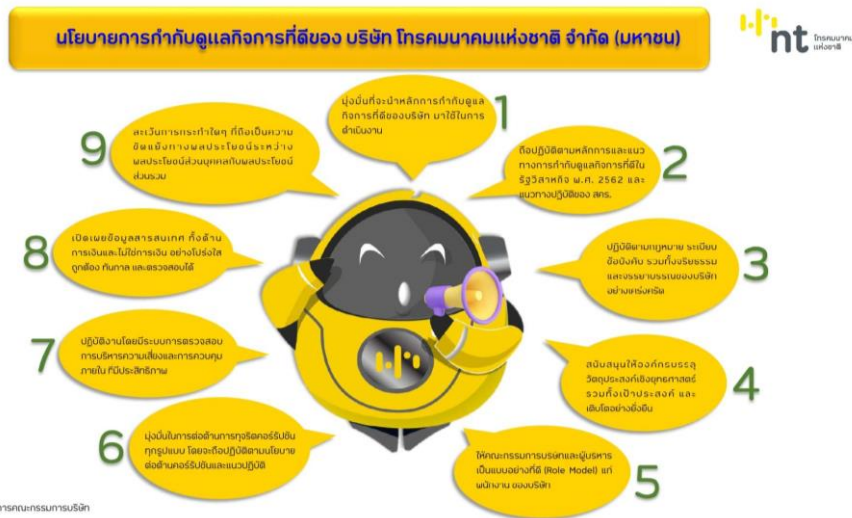 นโยบายการกำกับดูแลกิจการที่ดีของ บริษัท โทรคมนาคมแห่งชาติ จำกัด (มหาชน)
nt
โทรคมนาคม
แห่งชาติ
1
มุ่งมั่นที่จะนำหลักการกำกับดูแล
กิจการที่ดีของบริษัท มาใช้ในการ
ดำเนินงาน
2
ถือปฏิบัติตามหลักการและแนว
ทางการกำกับดูแลกิจการที่ดีใน
รัฐวิสาหกิจ พ.ศ. 2562 และ
แนวทางปฏิบัติของ สคร.
3
ปฏิบัติตามกฎหมาย ระเบียบ
ข้อบังคับ รวมทั้งจริยธรรม
และจรรยาบรรณของบริษัท
อย่างเคร่งครัด
4
สนับสนุนให้องค์กรบรรลุ
วัตถุประสงค์เชิงยุทธศาสตร์
รวมทั้งเป้าประสงค์ และ
เติบโตอย่างยั่งยืน
5
ให้คณะกรรมการบริษัทและผู้บริหาร
เป็นแบบอย่างที่ดี (Role Model) แก่
พนักงาน ของบริษัท
6
มุ่งมั่นในการต่อต้านการทุจริตคอร์รัปชัน
ทุกรูปแบบ โดยจะถือปฏิบัติตามนโยบาย
ต่อต้านคอร์รัปชันและแนวปฏิบัติ
7
ปฏิบัติงานโดยมีระบบการตรวจสอบ
การบริหารความเสี่ยงและการควบคุม
ภายใน ที่มีประสิทธิภาพ
8
เปิดเผยข้อมูลสารสนเทศ ทั้งด้าน
การเงินและไม่ใช่การเงิน อย่างโปร่งใส
ถูกต้อง ทันกาล และตรวจสอบได้
9
ละเว้นการกระทำใดๆ ที่ถือเป็นความ
ขัดแย้งทางผลประโยชน์ระหว่าง
ผลประโยชน์ส่วนบุคคลกับผลประโยชน์
ส่วนรวม
การคณะกรรมการบริษัท